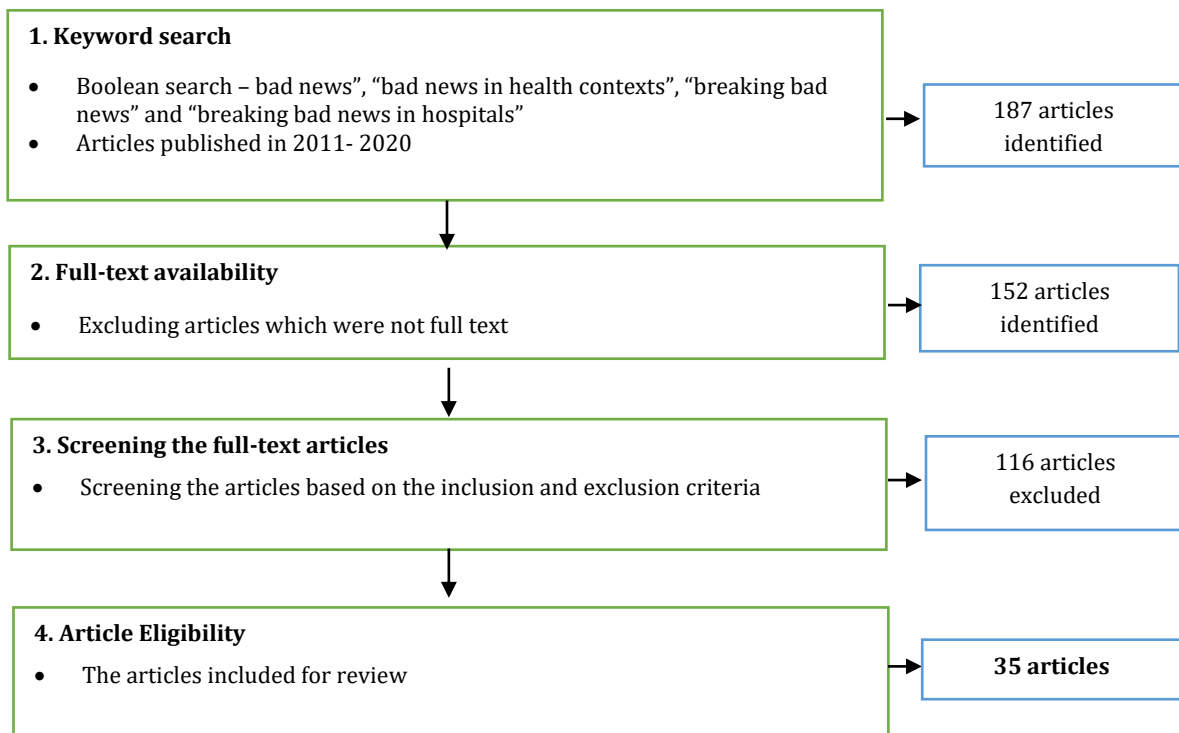 1. Keyword search
• Boolean search – bad news”, “bad news in health contexts”, “breaking bad
news” and “breaking bad news in hospitals”
• Articles published in 2011- 2020
187 articles
identified
2. Full-text availability
• Excluding articles which were not full text
152 articles
identified
3. Screening the full-text articles
• Screening the articles based on the inclusion and exclusion criteria
116 articles
excluded
4. Article Eligibility
• The articles included for review
35 articles